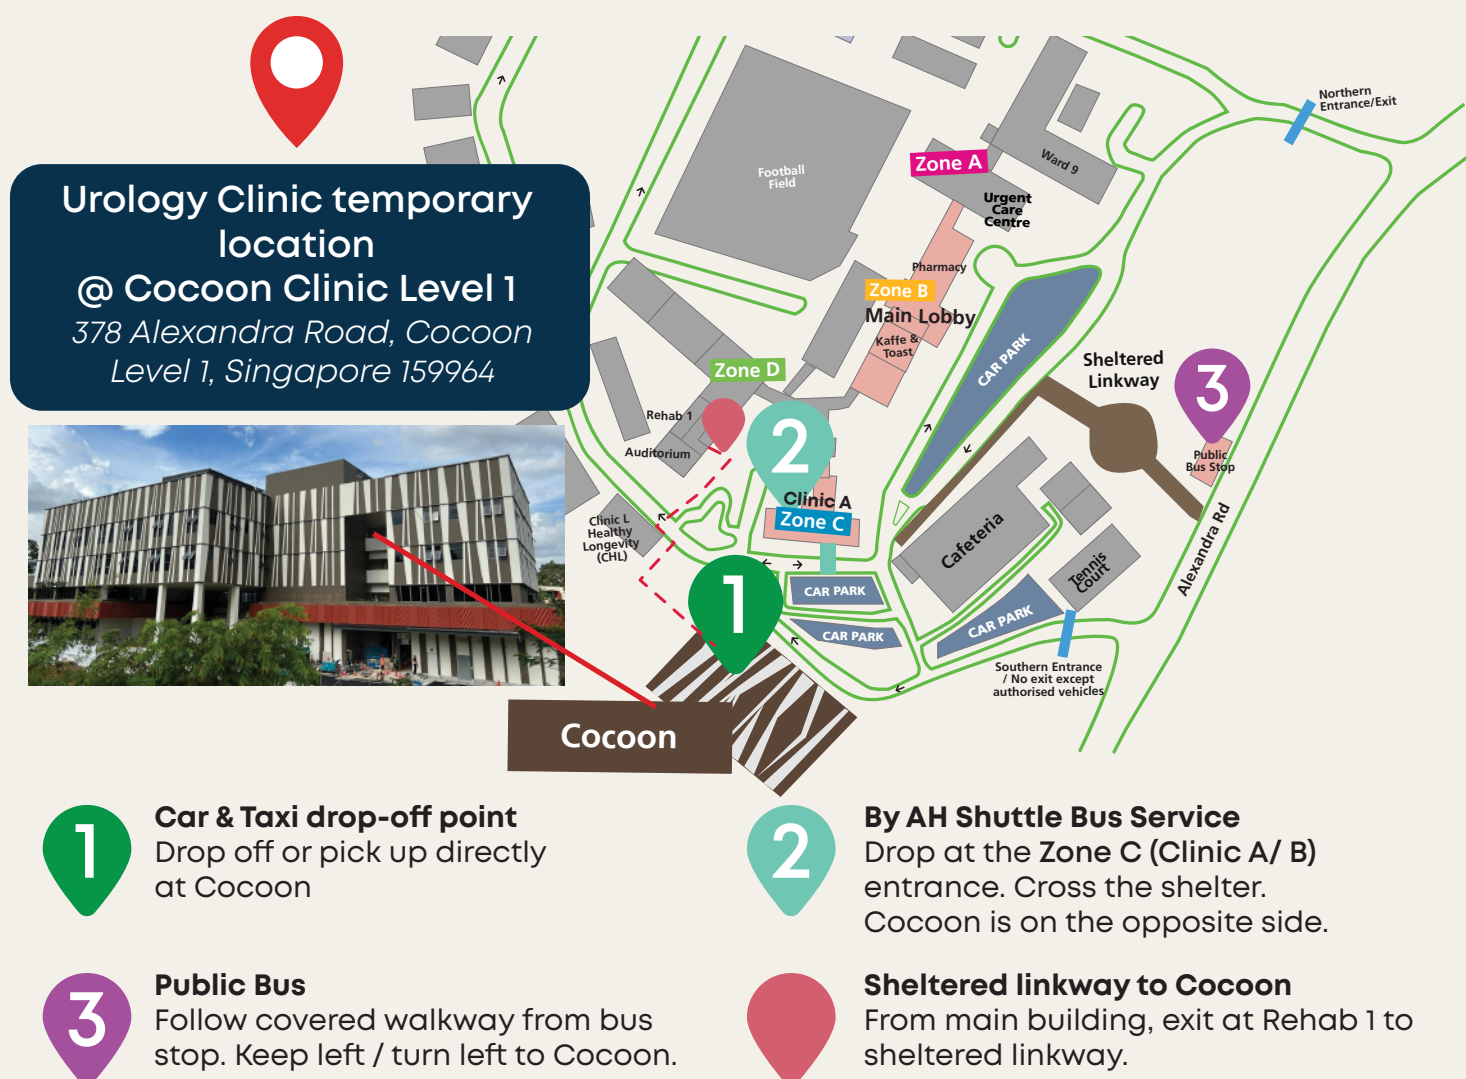 Urology Clinic temporary
location
@ Cocoon Clinic Level 1
378 Alexandra Road, Cocoon
Level 1, Singapore 159964
Northern
Entrance/Exit
Football
Field
Zone A
Ward 9
Urgent
Care
Centre
Pharmacy
Zone B
Main Lobby
Kaffe &
Toast
CAR PARK
Sheltered
Linkway
3
Public
Bus Stop
Zone D
Rehab 1
Auditorium
2
Clinic A
Zone C
Clinic L
Healthy
Longevity
(CHL)
Cafeteria
Tennis
Court
Alexandra Rd
1
CAR PARK
CAR PARK
CAR PARK
Southern Entrance
/ No exit except
authorised vehicles
Cocoon
1
Car & Taxi drop-off point
Drop off or pick up directly
at Cocoon
2
By AH Shuttle Bus Service
Drop at the Zone C (Clinic A/ B)
entrance. Cross the shelter.
Cocoon is on the opposite side.
3
Public Bus
Follow covered walkway from bus
stop. Keep left / turn left to Cocoon.
Sheltered linkway to Cocoon
From main building, exit at Rehab 1 to
sheltered linkway.